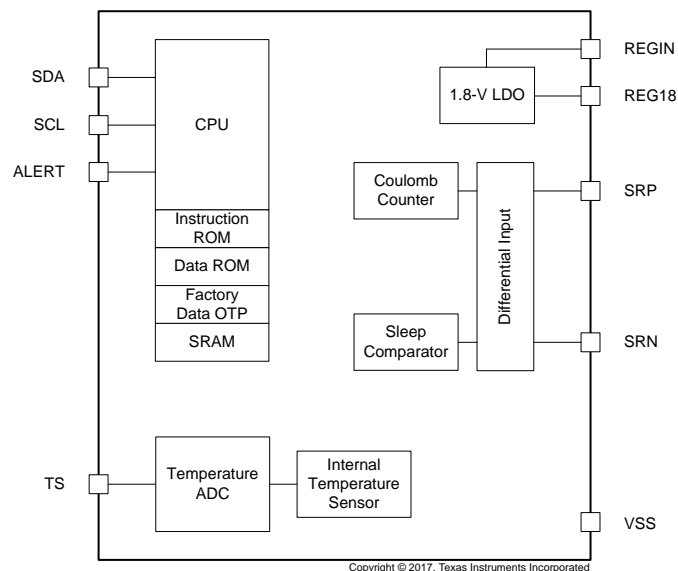 SDA
SCL
ALERT
TS
CPU
Instruction
ROM
Data ROM
Factory
Data OTP
SRAM
Temperature
ADC
Internal
Temperature
Sensor
1.8-V LDO
Coulomb
Counter
Sleep
Comparator
Differential Input
REGIN
REG18
SRP
SRN
VSS
Copyright © 2017, Texas Instruments Incorporated